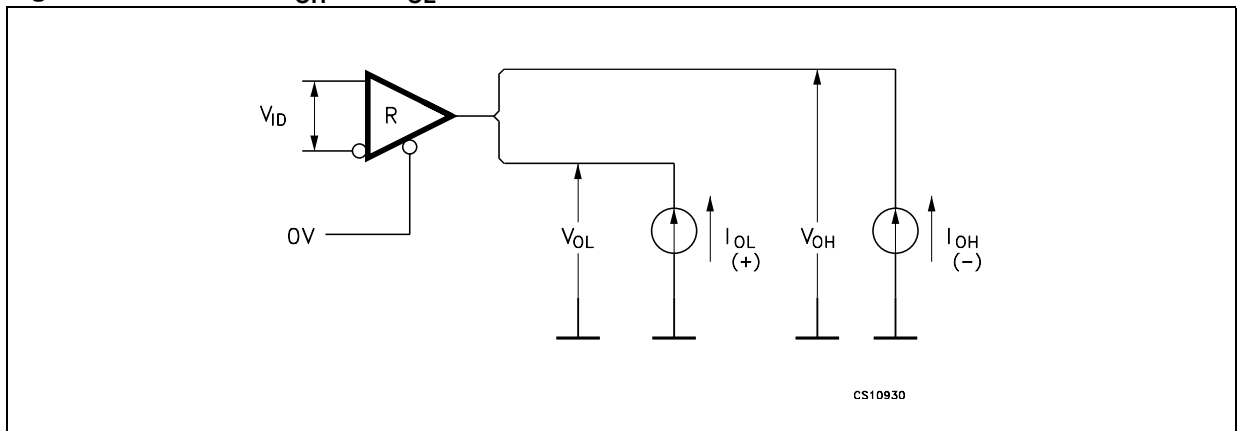 V_ID
R
0V
V_OL
I_OL
(+)
V_OH
I_OH
(-)
CS10930